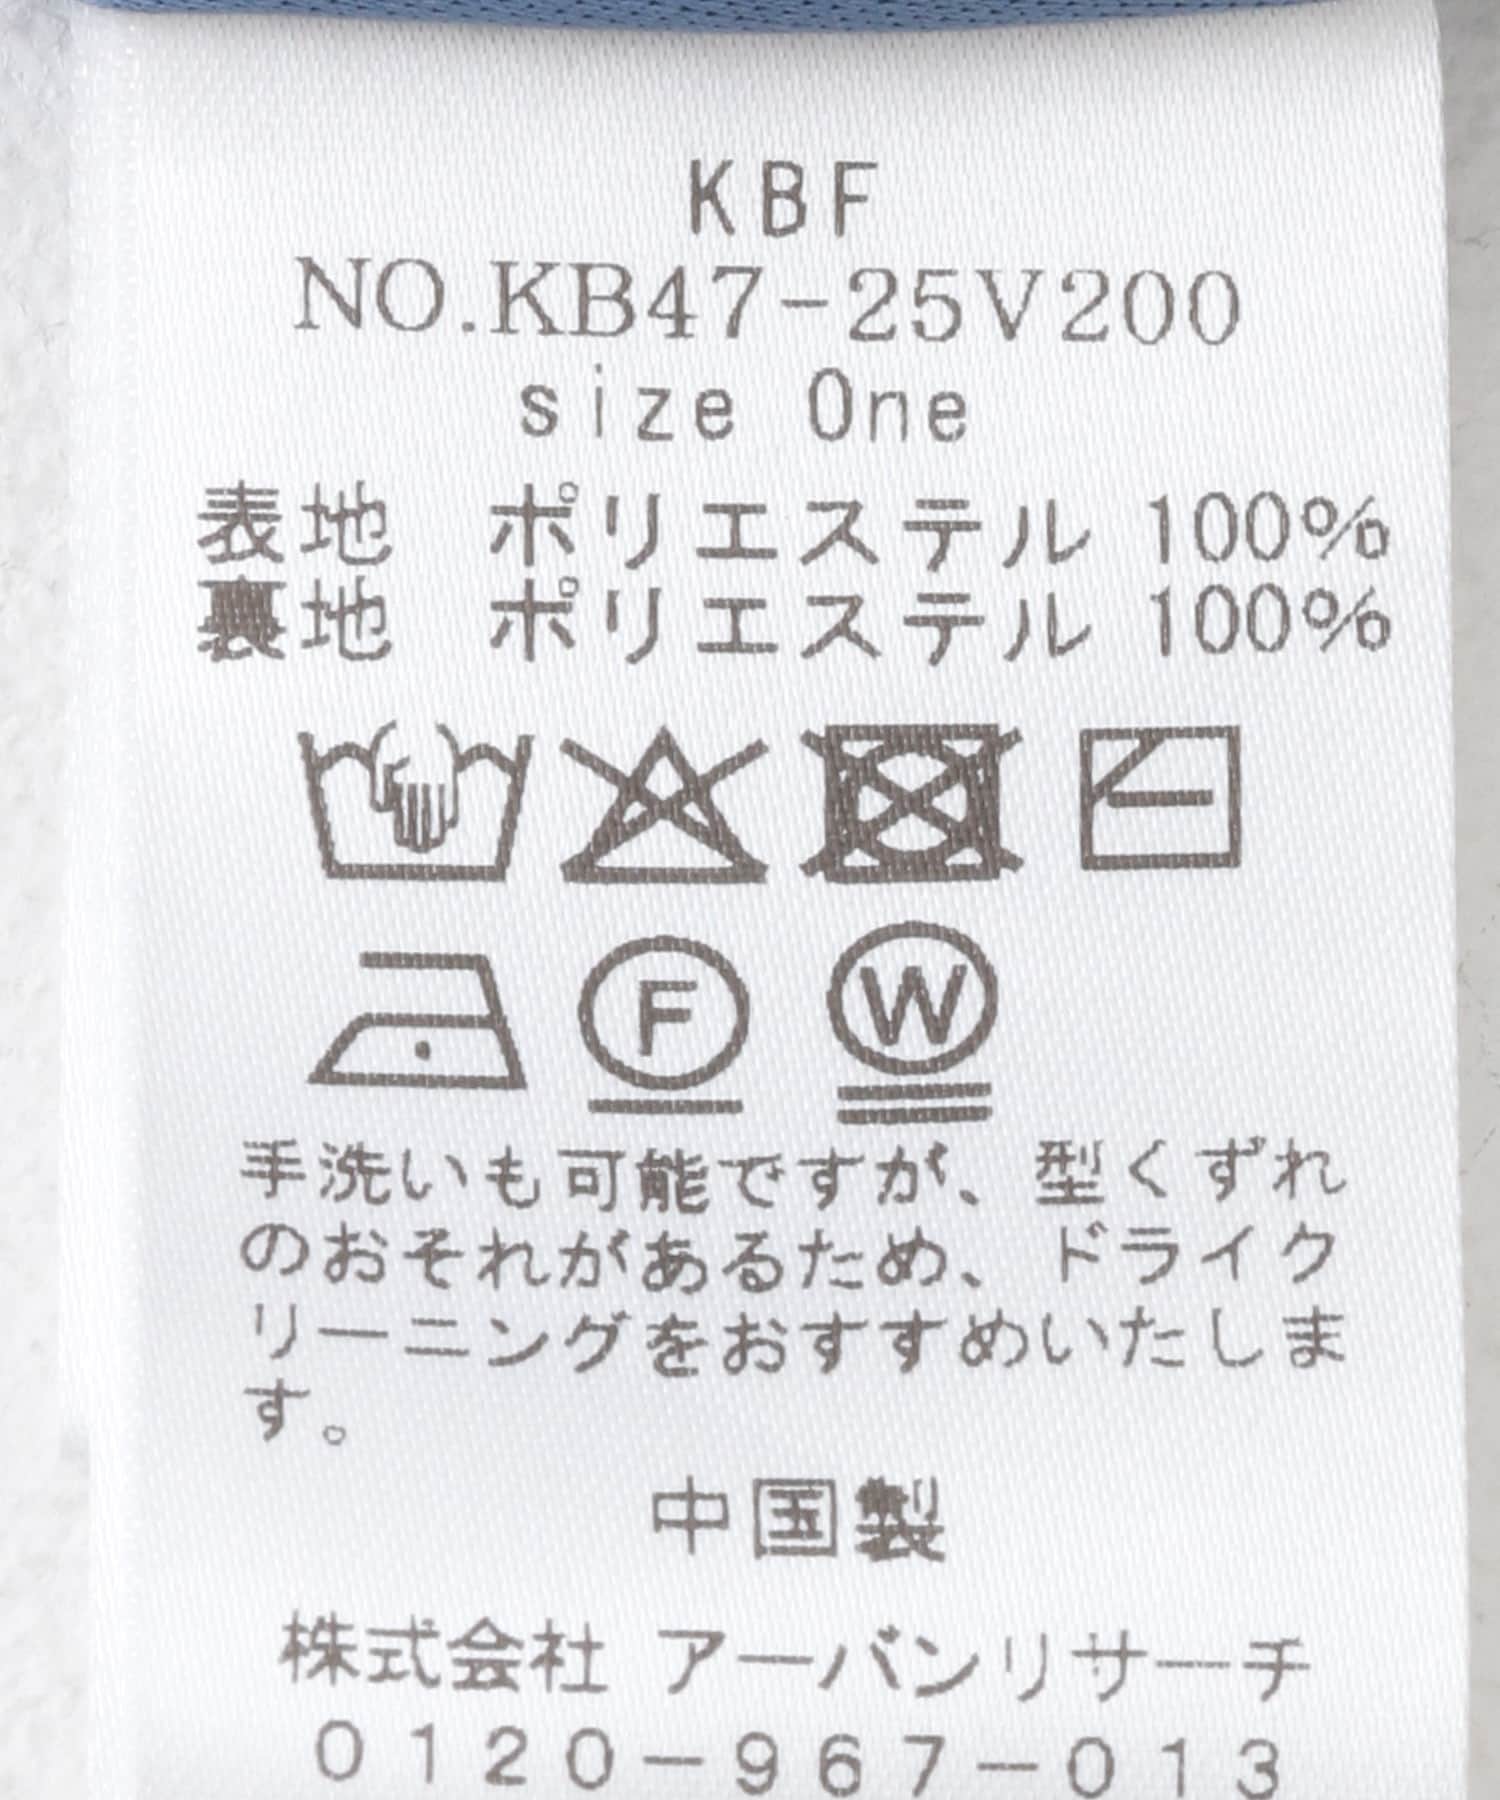 KBF
NO.KB47-25V200
size One
表地 ポリエステル 100%
裏地 ポリエステル 100%
F
W
手洗いも可能ですが、型くずれ
のおそれがあるため、ドライク
リーニングをおすすめいたしま
す。
中国製
株式会社 アーバンリサーチ
0120-967-013